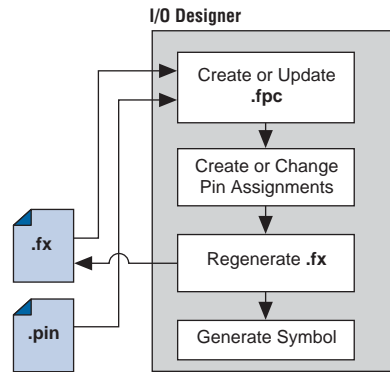 I/O Designer
Create or Update
.fpc
Create or Change
Pin Assignments
.fx
Regenerate .fx
.pin
Generate Symbol